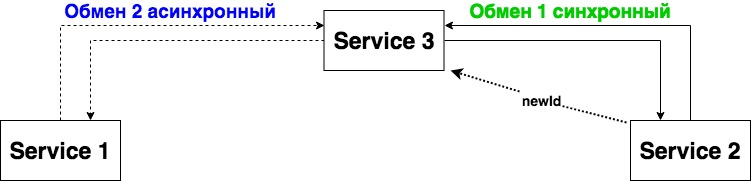 Обмен 2 асинхронный
Обмен 1 синхронный
Service 3
newId
Service 1
Service 2